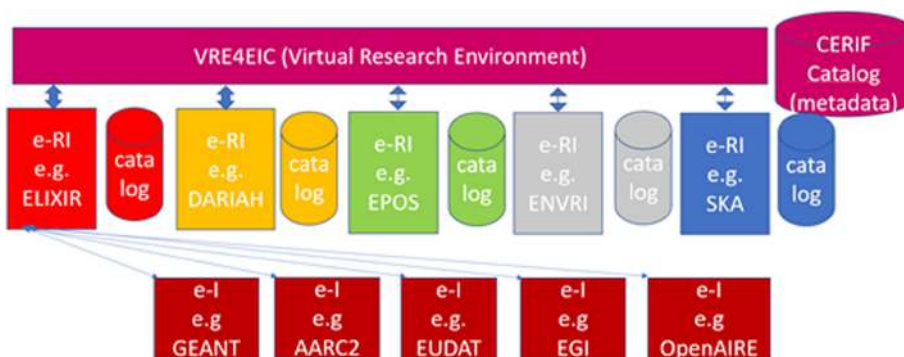 VRE4EIC (Virtual Research Environment)
CERIF
Catalog
(metadata)
e-RI
e.g.
ELIXIR
cata
log
e-RI
e.g.
DARIAH
cata
log
e-RI
e.g.
EPOS
cata
log
e-RI
e.g.
ENVRI
cata
log
e-RI
e.g.
SKA
cata
log
e-I
e.g
GEANT
e-I
e.g
AARC2
e-I
e.g.
EUDAT
e-I
e.g
EGI
e-I
e.g
OpenAIRE